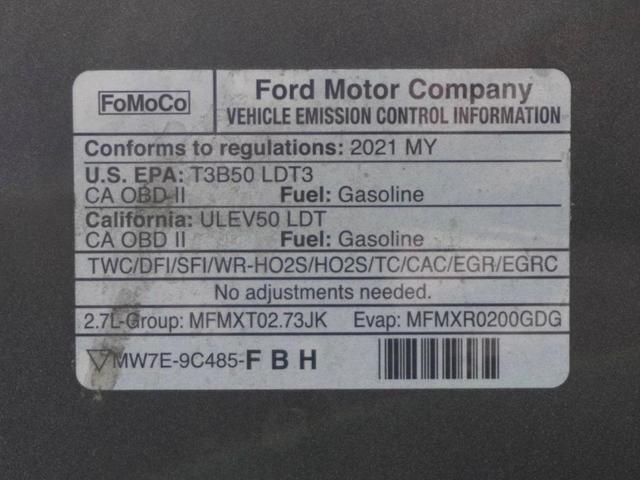 FoMoCo
Ford Motor Company
VEHICLE EMISSION CONTROL INFORMATION
Conforms to regulations: 2021 MY
U.S. EPA: T3B50 LDT3
CA OBD II Fuel: Gasoline
California: ULEV50 LDT
CA OBD II Fuel: Gasoline
TWC/DFI/SFI/WR-HO2S/HO2S/TC/CAC/EGR/EGRC
No adjustments needed.
2.7L-Group: MFMXT02.73JK Evap: MFMXR0200GDG
MW7E-9C485-F B H